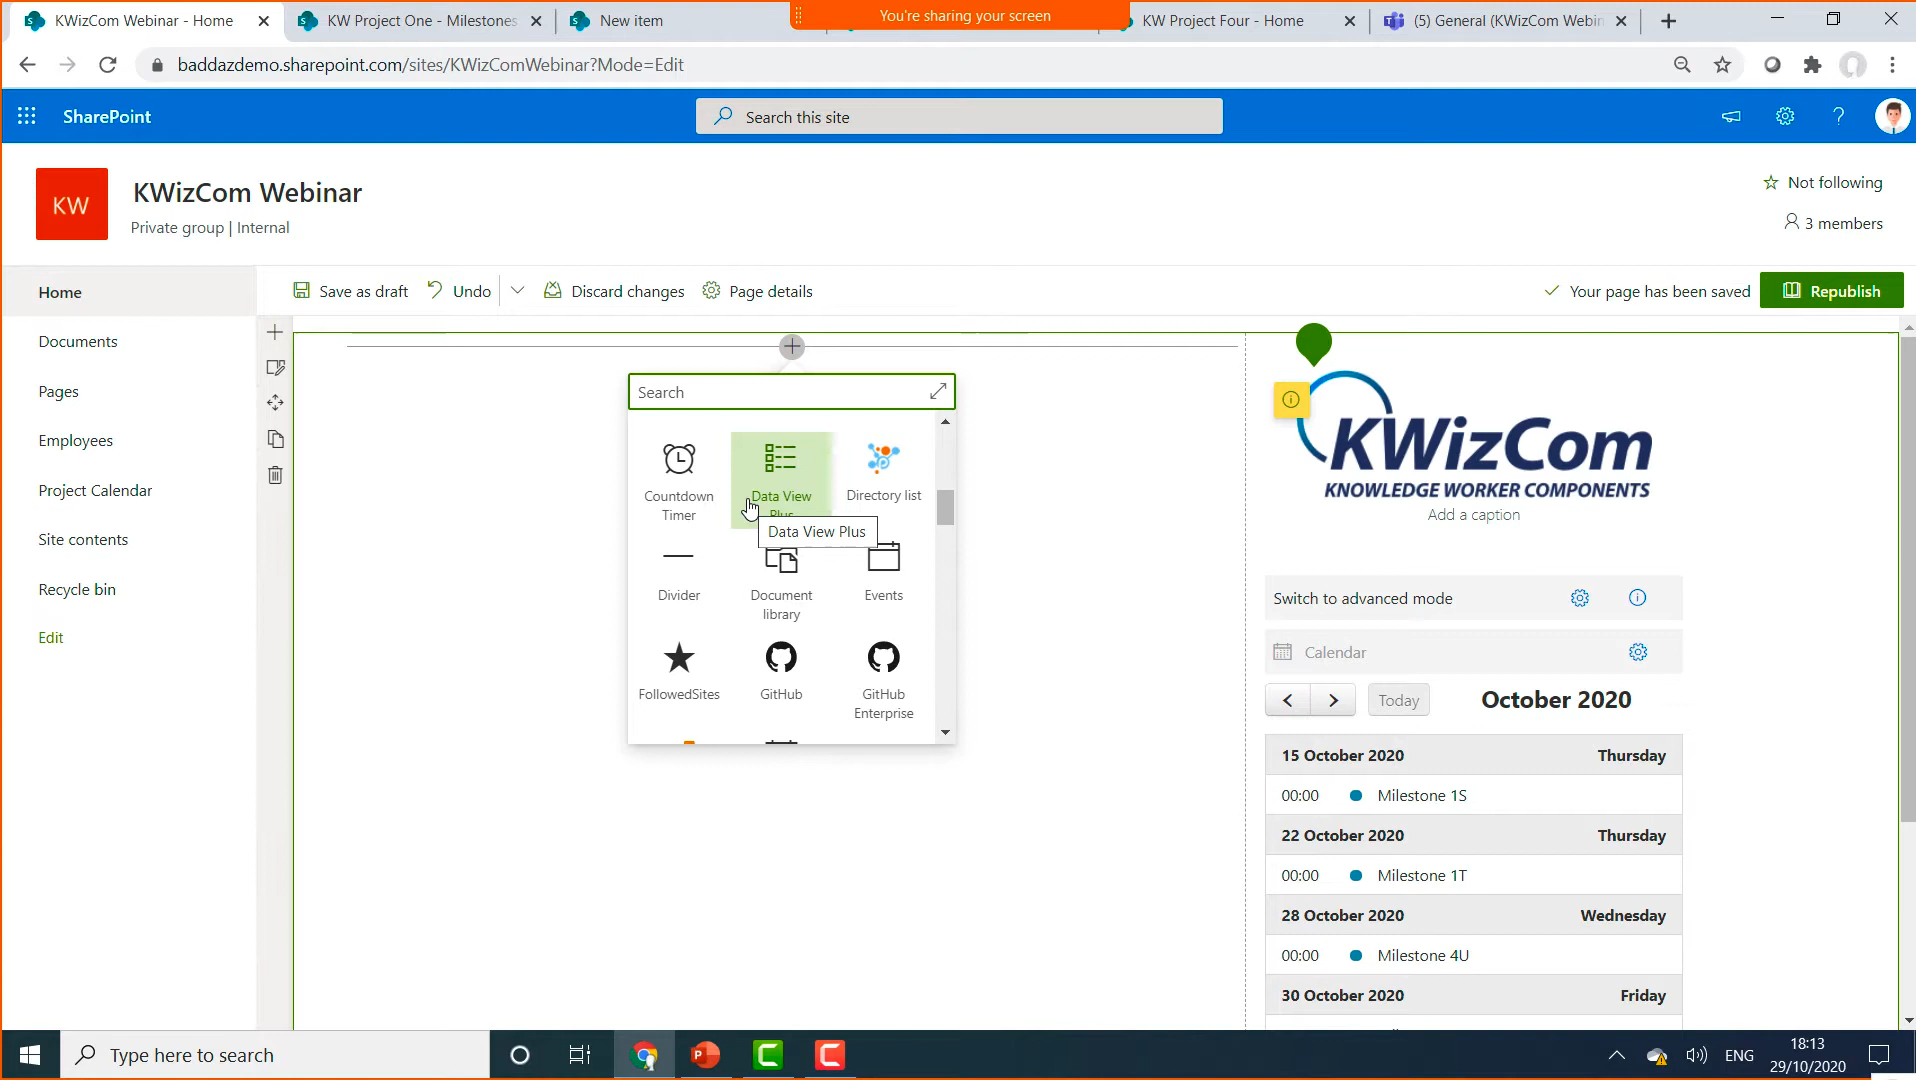 KWizCom Webinar - Home
KW Project One - Milestones
New item
You're sharing your screen
KW Project Four - Home
(5) General (KWizCom Webin
baddazdemo.sharepoint.com/sites/KWizComWebinar?Mode=Edit
SharePoint
Search this site
KW
KWizCom Webinar
Private group | Internal
Not following
3 members
Home
Documents
Pages
Employees
Project Calendar
Site contents
Recycle bin
Edit
Save as draft
Undo
Discard changes
Page details
Your page has been saved
Republish
Search
Countdown
Timer
Data View
Plus
Directory list
Data View Plus
Divider
Document
library
Events
FollowedSites
GitHub
GitHub
Enterprise
KWizCom
KNOWLEDGE WORKER COMPONENTS
Add a caption
Switch to advanced mode
Calendar
Today
October 2020
15 October 2020 Thursday
00:00 Milestone 1S
22 October 2020 Thursday
00:00 Milestone 1T
28 October 2020 Wednesday
00:00 Milestone 4U
30 October 2020 Friday
Type here to search
ENG
18:13
29/10/2020